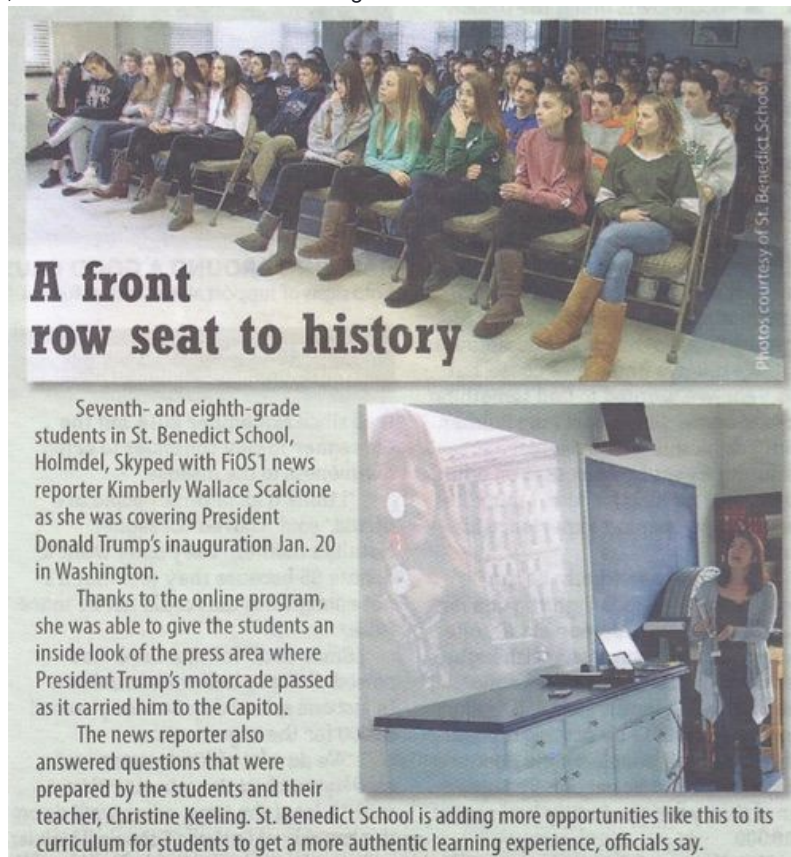 Photos courtesy of St. Benedict School
A front
row seat to history
Seventh- and eighth-grade
students in St. Benedict School,
Holmdel, Skyped with FiOS1 news
reporter Kimberly Wallace Scalcione
as she was covering President
Donald Trump's inauguration Jan. 20
in Washington.
Thanks to the online program,
she was able to give the students an
inside look of the press area where
President Trump's motorcade passed
as it carried him to the Capitol.
The news reporter also
answered questions that were
prepared by the students and their
teacher, Christine Keeling. St. Benedict School is adding more opportunities like this to its
curriculum for students to get a more authentic learning experience, officials say.